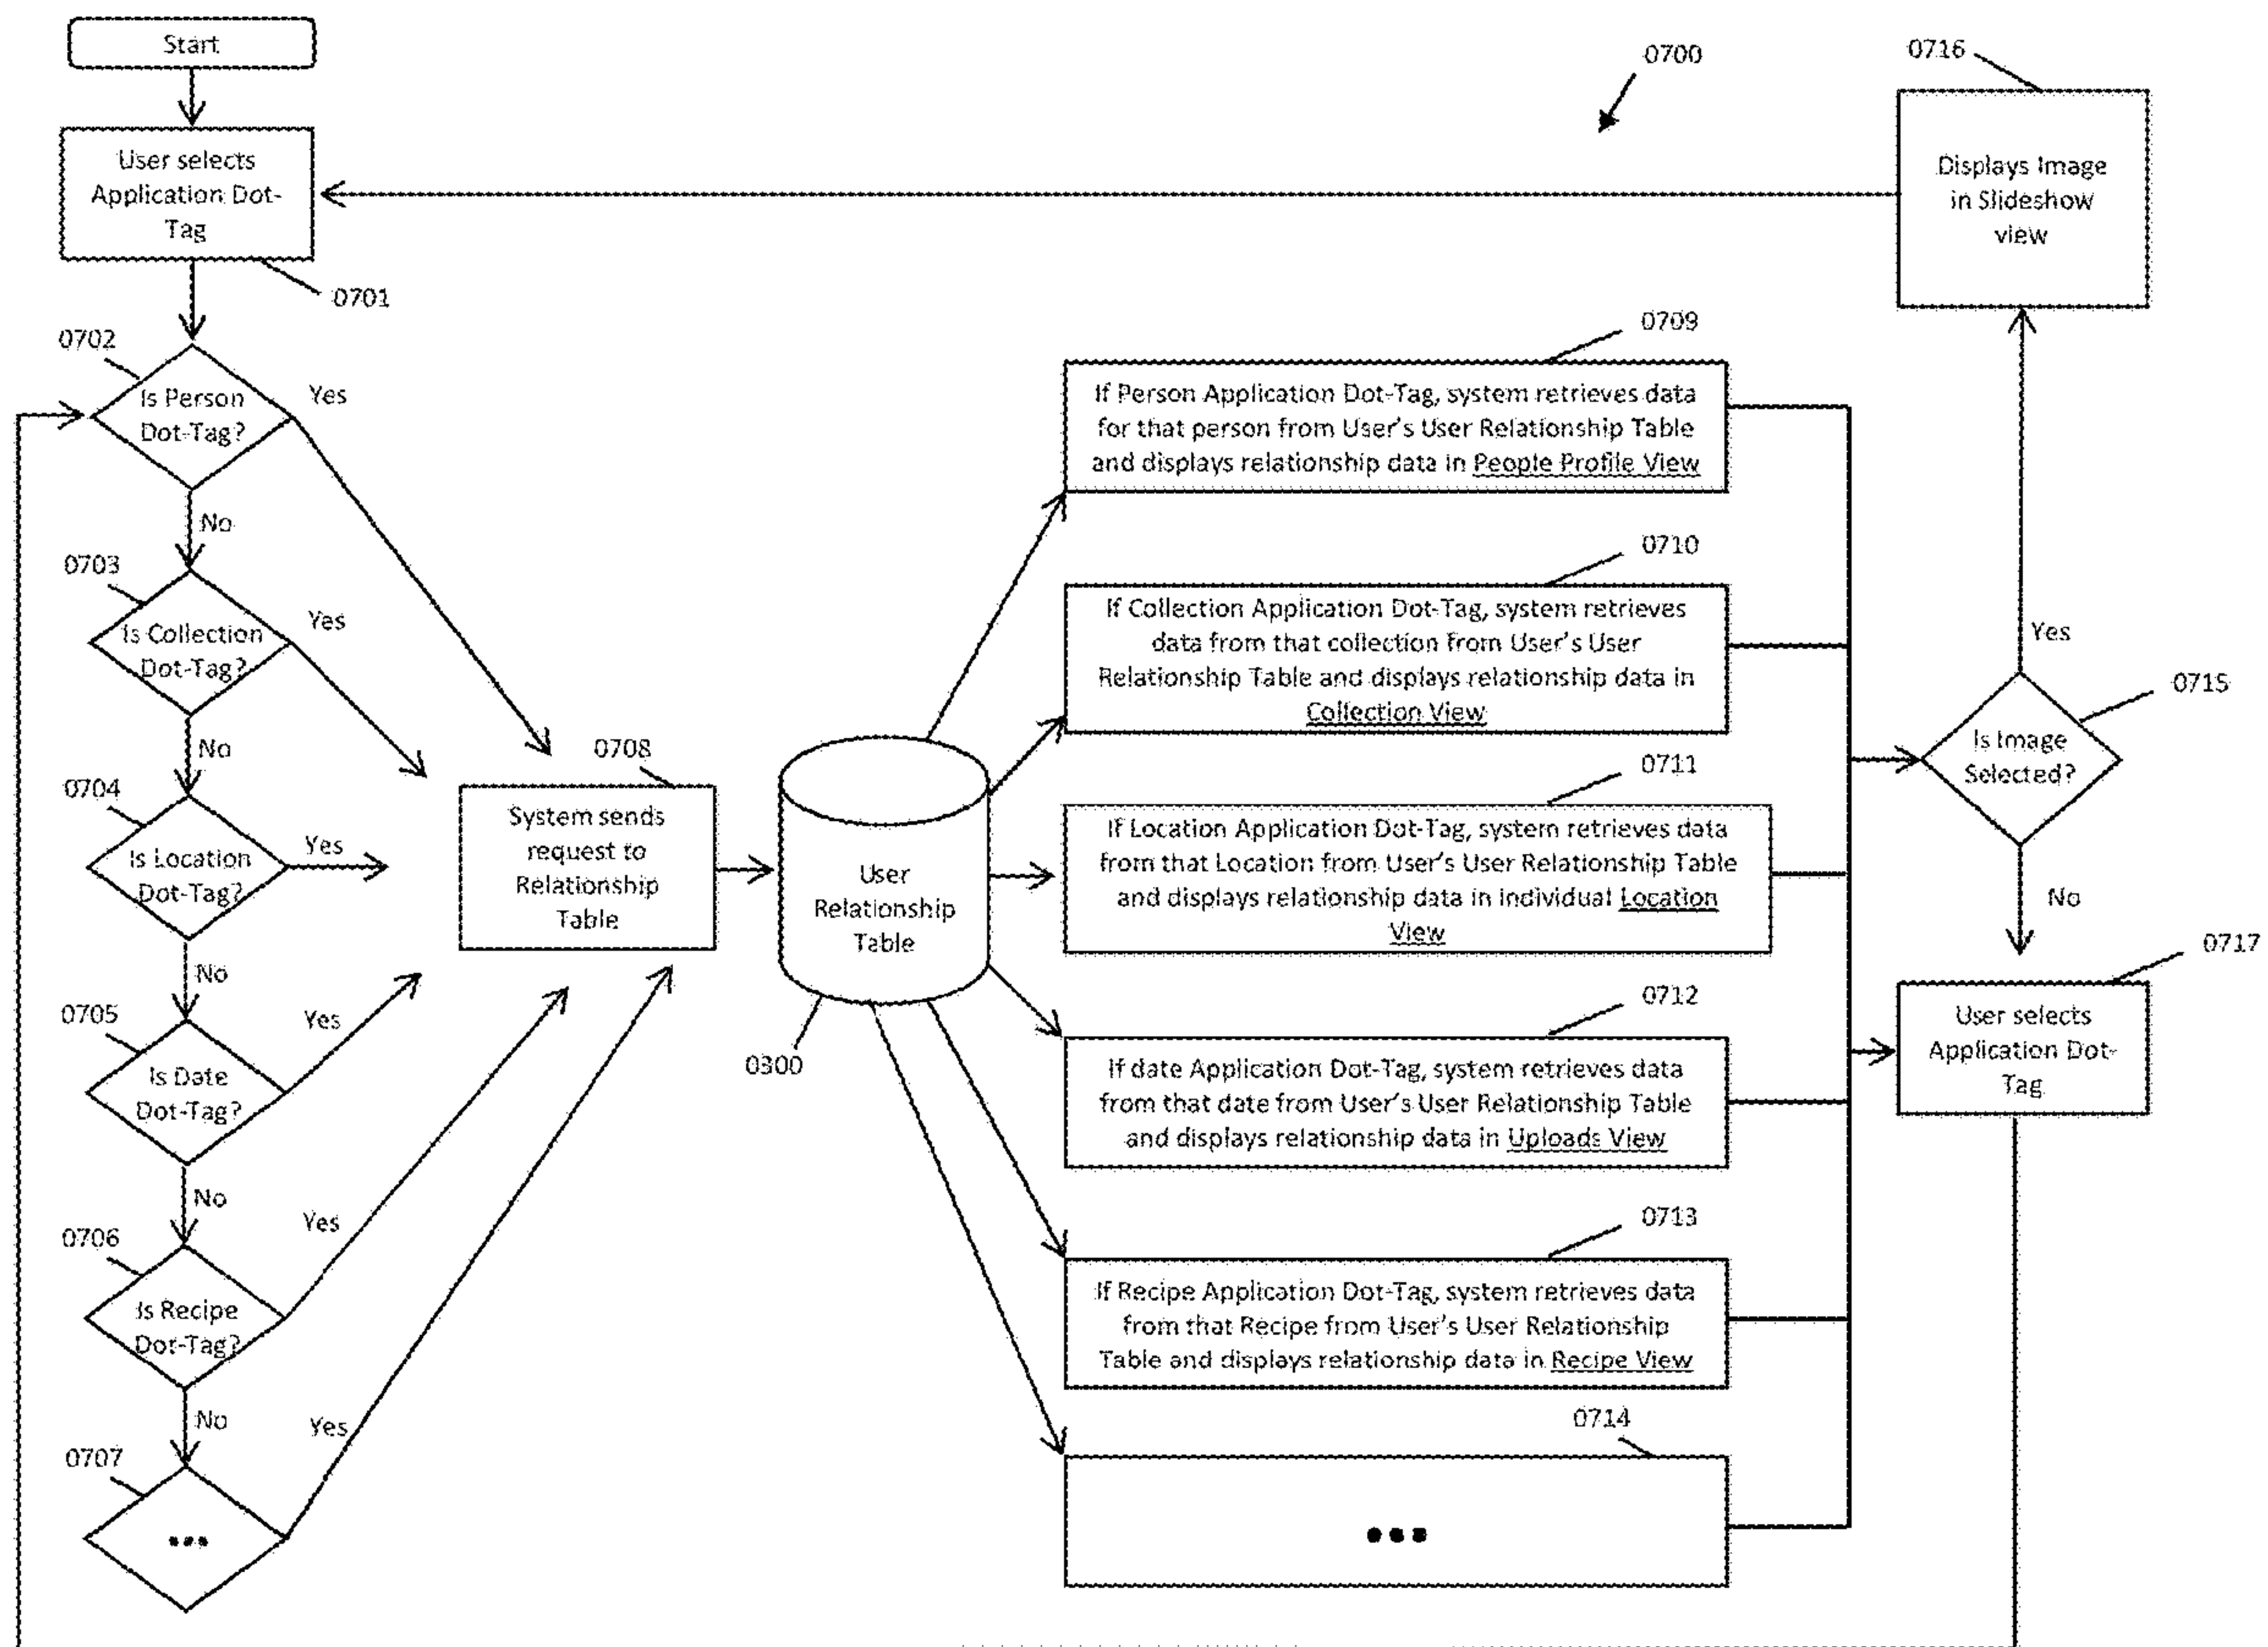 Start
0700
0716
User selects
Application Dot-
Tag
0701
Displays Image
in Slideshow
view
0702
Is Person
Dot-Tag?
Yes
No
0703
Is Collection
Dot-Tag?
Yes
No
0704
Is Location
Dot-Tag?
Yes
No
0705
Is Date
Dot-Tag?
Yes
No
0706
Is Recipe
Dot-Tag?
Yes
No
0707
...
Yes
0708
System sends
request to
Relationship
Table
User
Relationship
Table
0300
0709
If Person Application Dot-Tag, system retrieves data
for that person from User's User Relationship Table
and displays relationship data in People Profile View
0710
If Collection Application Dot-Tag, system retrieves
data from that collection from User's User
Relationship Table and displays relationship data in
Collection View
0711
If Location Application Dot-Tag, system retrieves data
from that Location from User's User Relationship Table
and displays relationship data in individual Location
View
0712
If date Application Dot-Tag, system retrieves data
from that date from User's User Relationship Table
and displays relationship data in Uploads View
0713
If Recipe Application Dot-Tag, system retrieves data
from that Recipe from User's User Relationship
Table and displays relationship data in Recipe View
0714
...
Yes
0715
Is Image
Selected?
No
0717
User selects
Application Dot-
Tag